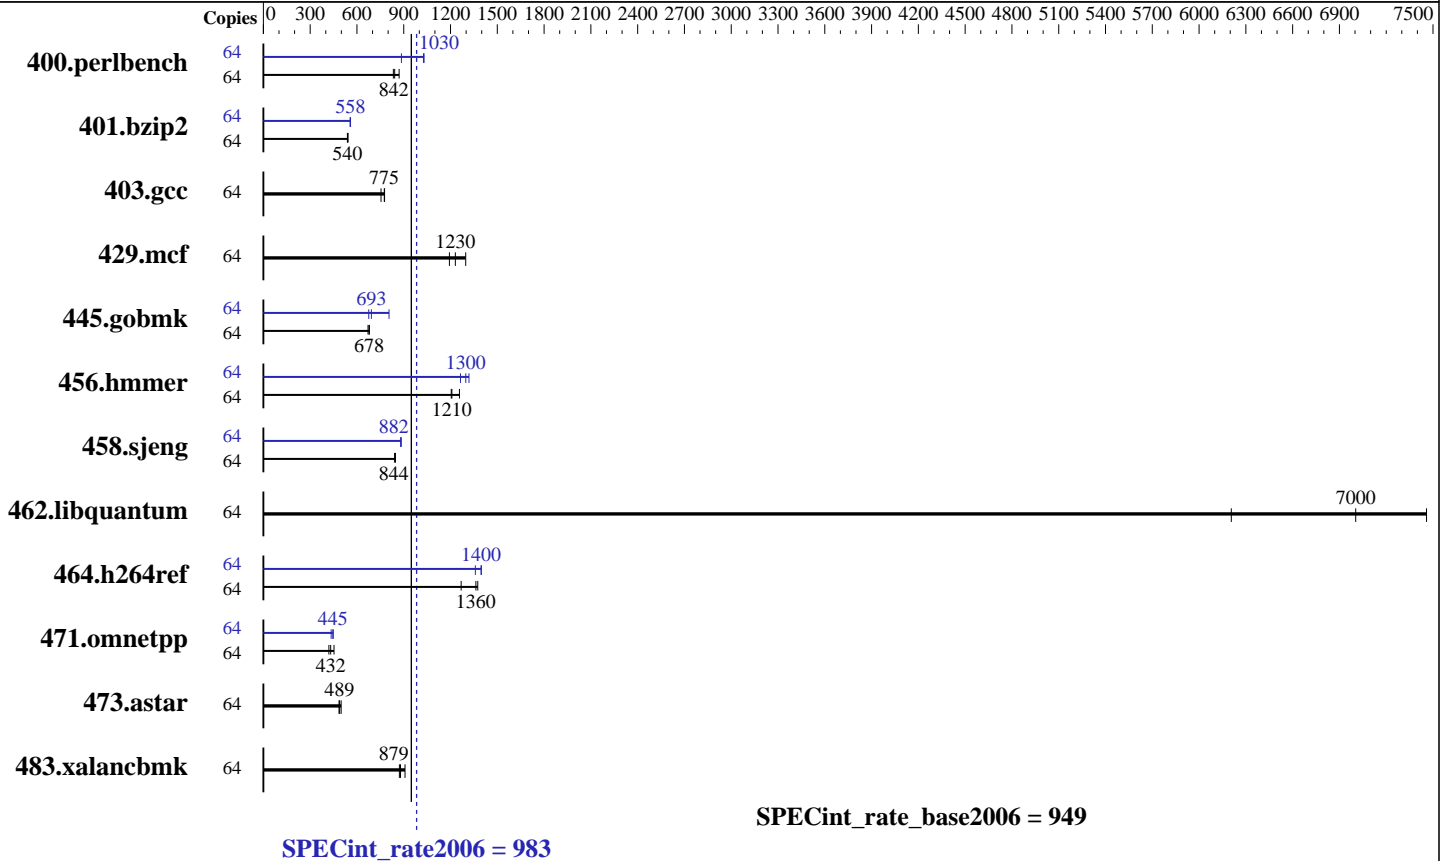 Copies 0 300 600 900 1200 1500 1800 2100 2400 2700 3000 3300 3600 3900 4200 4500 4800 5100 5400 5700 6000 6300 6600 6900 7500
400.perlbench 64 1030
64 842
401.bzip2 64 558
64 540
403.gcc 64 775
429.mcf 64 1230
445.gobmk 64 693
64 678
456.hmmer 64 1300
64 1210
458.sjeng 64 882
64 844
462.libquantum 64 7000
464.h264ref 64 1400
64 1360
471.omnetpp 64 445
64 432
473.astar 64 489
483.xalancbmk 64 879
SPECint_rate_base2006 = 949
SPECint_rate2006 = 983